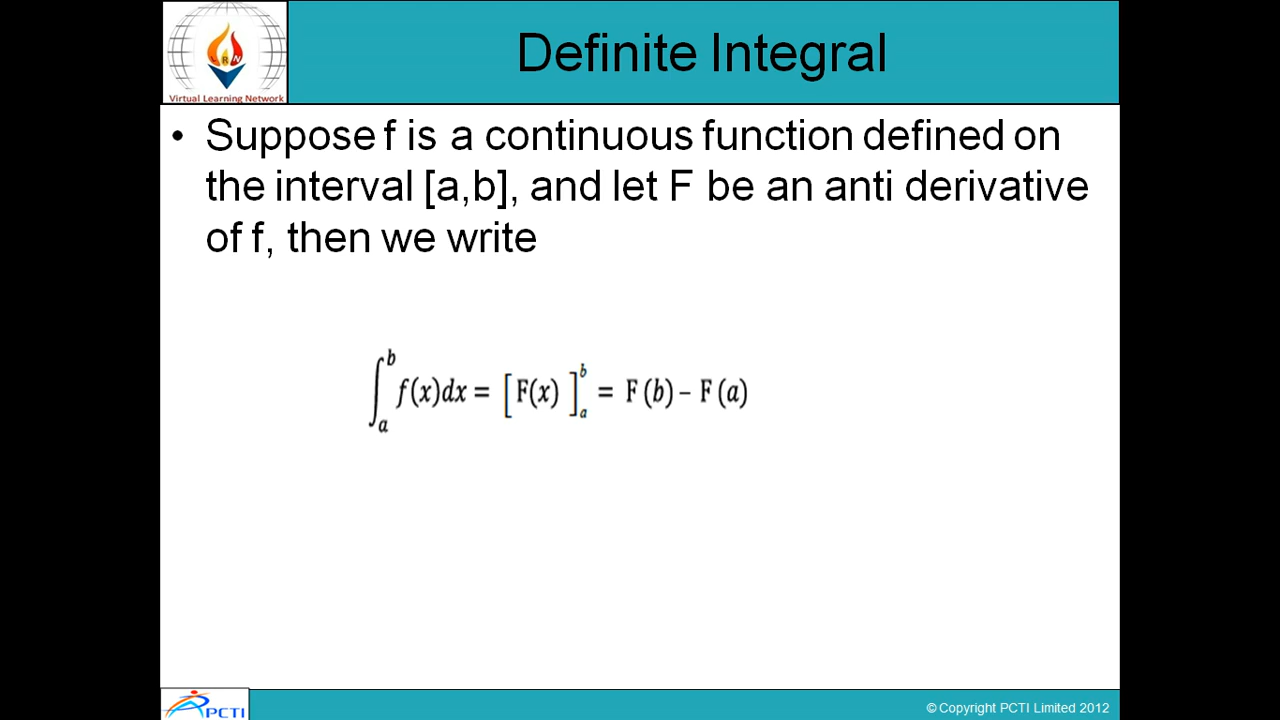 Definite Integral
LRN
Virtual Learning Network
• Suppose f is a continuous function defined on
the interval [a,b], and let F be an anti derivative
of f, then we write
∫ₐᵇ f(x)dx = [ F(x) ]ₐᵇ = F (b) – F (a)
PCTI
© Copyright PCTI Limited 2012